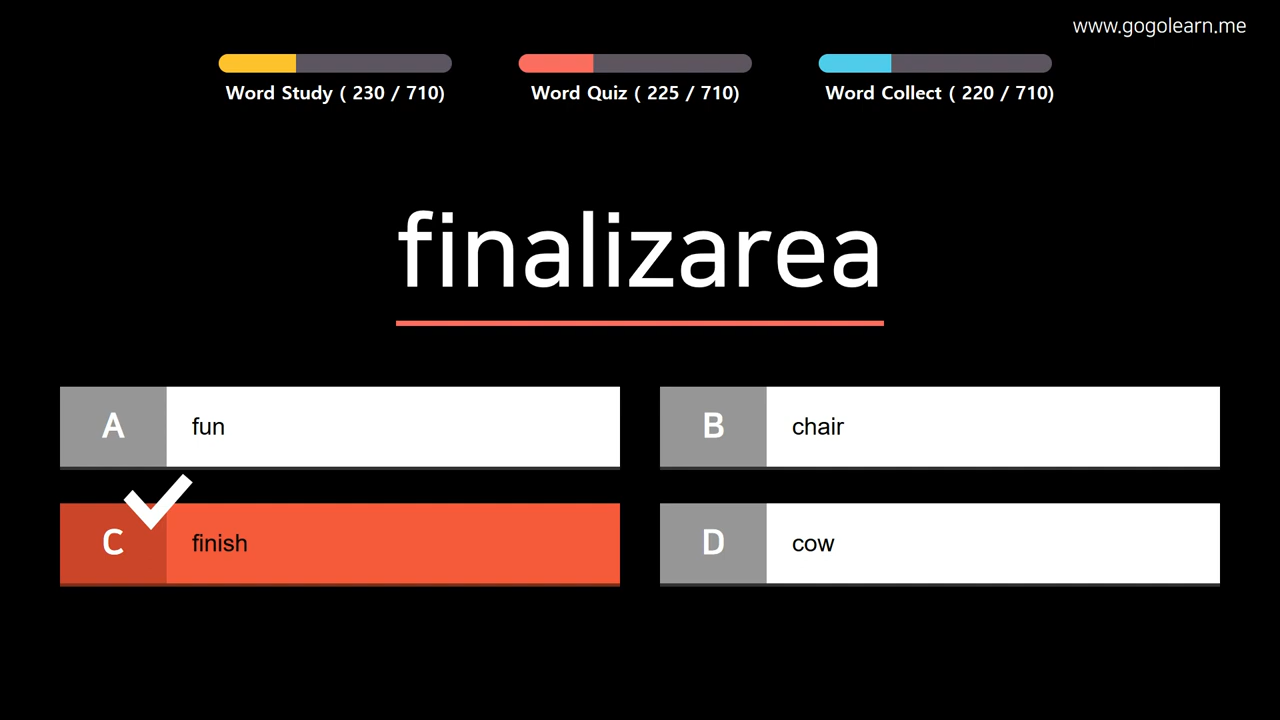 www.gogolearn.me
Word Study ( 230 / 710)
Word Quiz ( 225 / 710)
Word Collect ( 220 / 710)
finalizarea
A fun
B chair
C finish
D cow